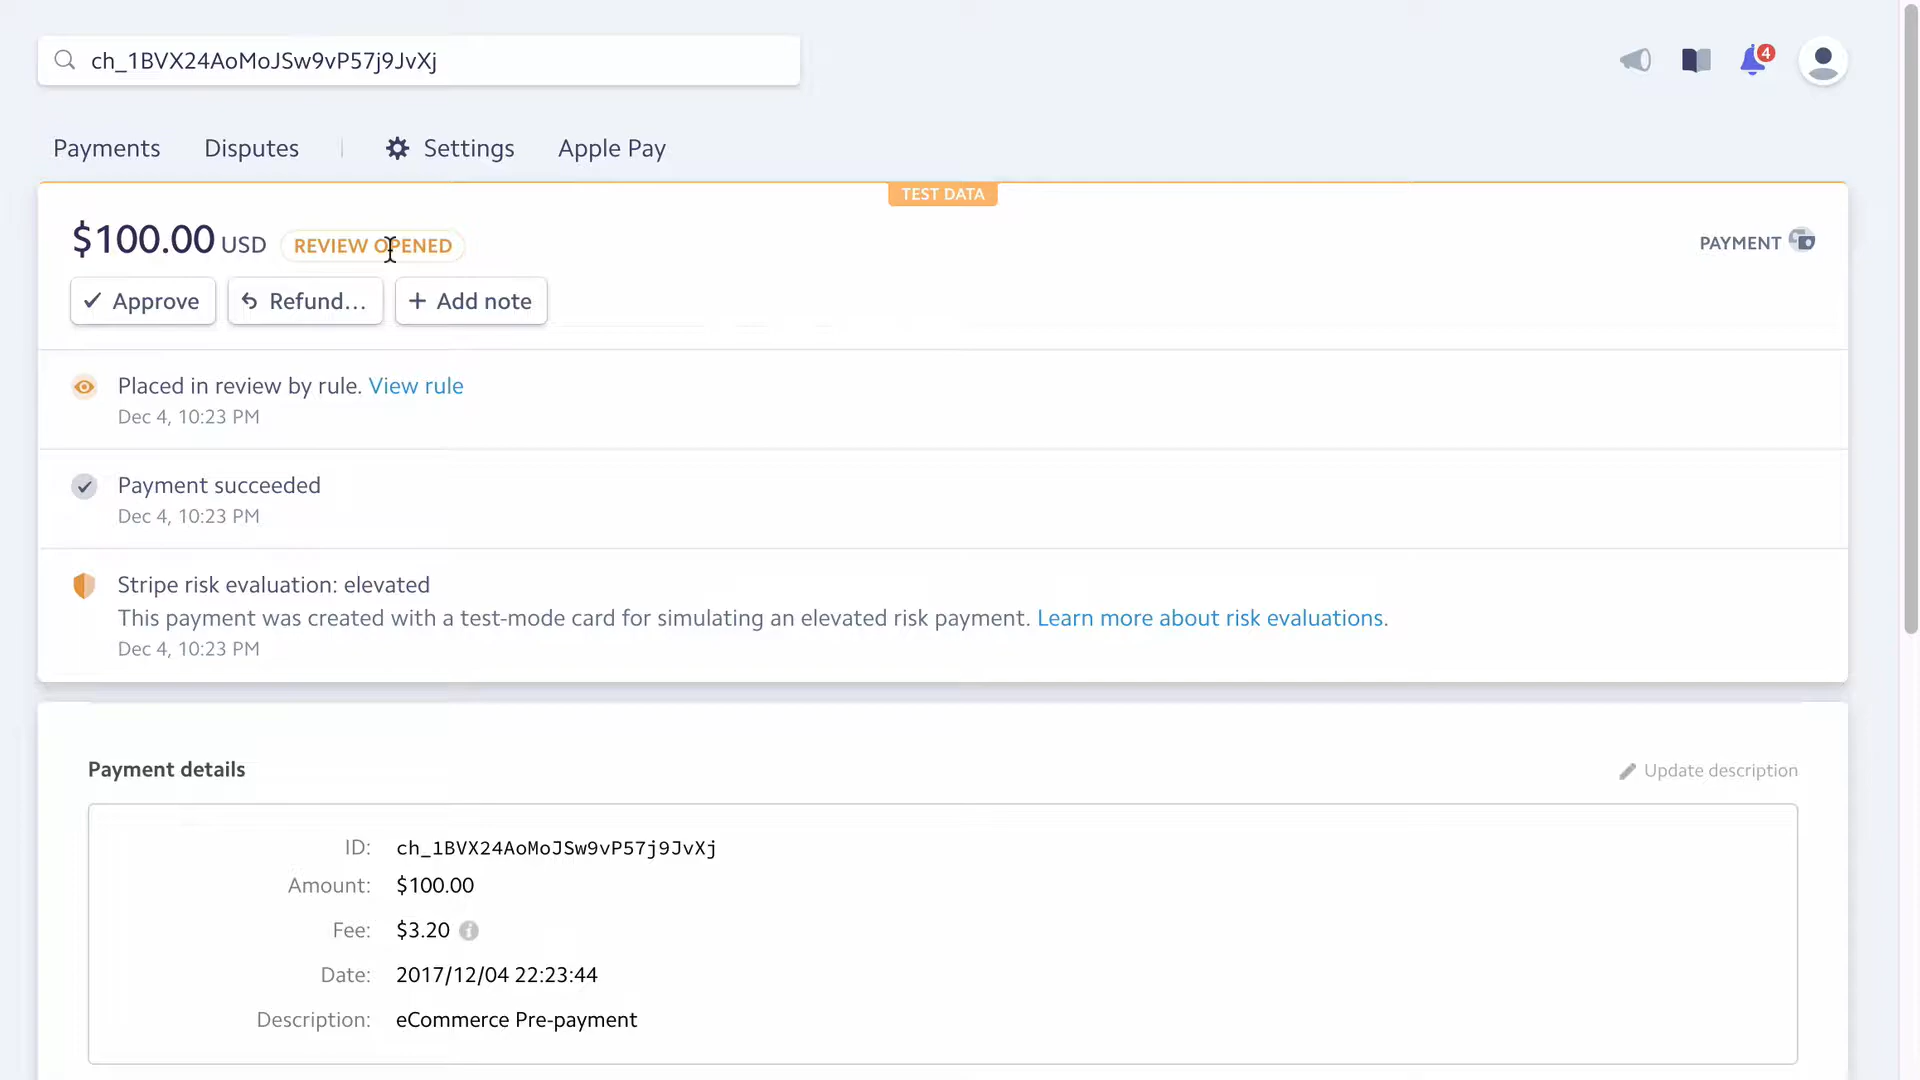 ch_1BVX24AoMoJSw9vP57j9JvXj
4
Payments Disputes Settings Apple Pay
TEST DATA
$100.00 USD REVIEW OPENED PAYMENT
Approve Refund... Add note
Placed in review by rule. View rule
Dec 4, 10:23 PM
Payment succeeded
Dec 4, 10:23 PM
Stripe risk evaluation: elevated
This payment was created with a test-mode card for simulating an elevated risk payment. Learn more about risk evaluations.
Dec 4, 10:23 PM
Payment details Update description
ID: ch_1BVX24AoMoJSw9vP57j9JvXj
Amount: $100.00
Fee: $3.20
Date: 2017/12/04 22:23:44
Description: eCommerce Pre-payment